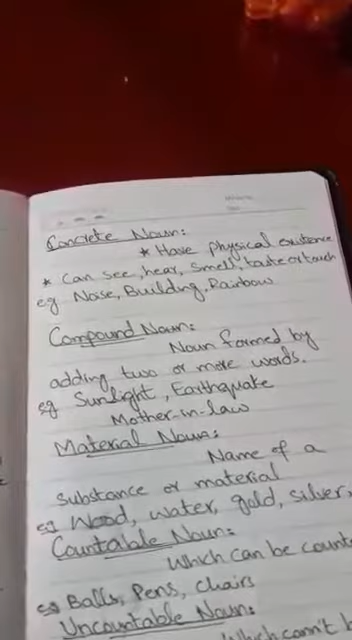 Concrete Noun:
* Have physical existence
* Can see, hear, smell, taste or touch
eg Nose, Building, Rainbow
Compound Noun:
Noun formed by
adding two or more words.
eg Sunlight, Earthquake
Mother-in-law
Material Noun:
Name of a
substance or material
eg Wood, water, gold, silver,
Countable Noun:
Which can be count
eg Balls, Pens, chairs
Uncountable Noun:
Which can't b